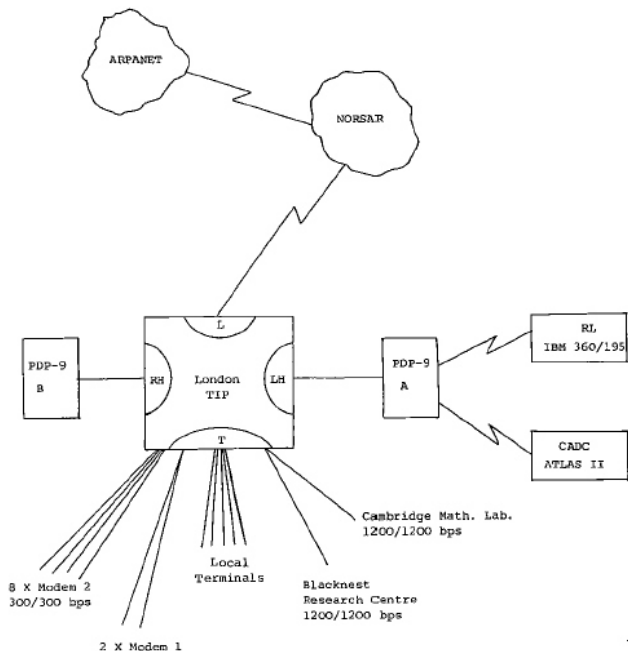 ARPANET
NORSAR
L
PDP-9
B
RH
London
TIP
LH
T
PDP-9
A
RL
IBM 360/195
CADC
ATLAS II
Cambridge Math. Lab.
1200/1200 bps
Local
Terminals
Blacknest
Research Centre
1200/1200 bps
8 X Modem 2
300/300 bps
2 X Modem 1